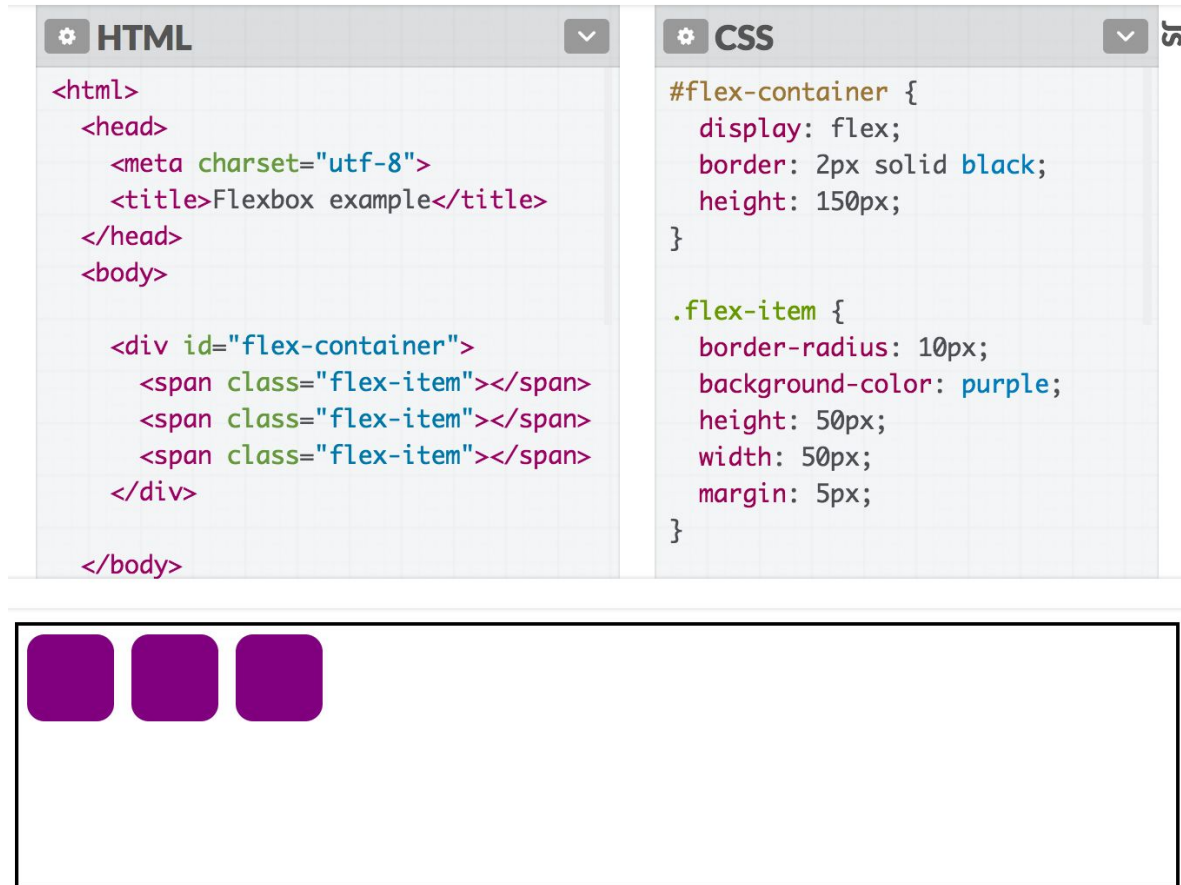 HTML
<html>
<head>
<meta charset="utf-8">
<title>Flexbox example</title>
</head>
<body>
<div id="flex-container">
<span class="flex-item"></span>
<span class="flex-item"></span>
<span class="flex-item"></span>
</div>
</body>
CSS
#flex-container {
display: flex;
border: 2px solid black;
height: 150px;
}
.flex-item {
border-radius: 10px;
background-color: purple;
height: 50px;
width: 50px;
margin: 5px;
}
JS